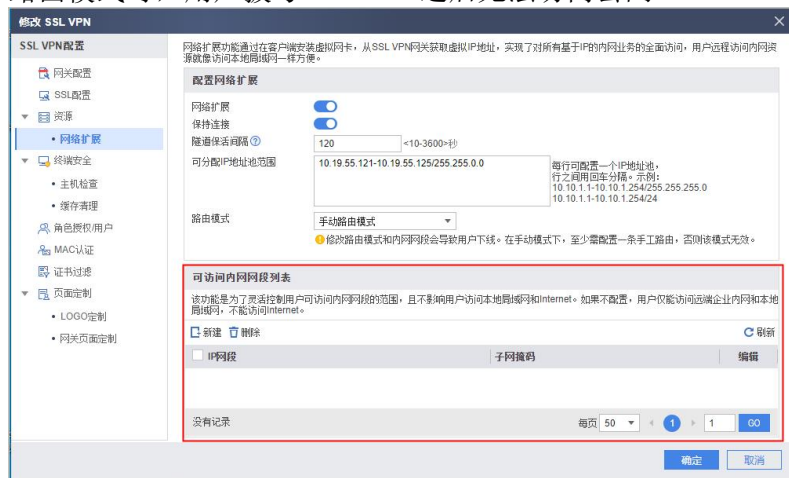 修改 SSL VPN
SSL VPN配置
网关配置
SSL配置
资源
网络扩展
终端安全
主机检查
缓存清理
角色授权/用户
MAC认证
证书过滤
页面定制
LOGO定制
网关页面定制
网络扩展功能通过在客户端安装虚拟网卡，从SSL VPN网关获取虚拟IP地址，实现了对所有基于IP的内网业务的全面访问，用户远程访问内网资
源就像访问本地局域网一样方便。
配置网络扩展
网络扩展
保持连接
隧道保活间隔 120 <10-3600>秒
可分配IP地址池范围 10.19.55.121-10.19.55.125/255.255.0.0
每行可配置一个IP地址池，
行之间用回车分隔。示例：
10.10.1.1-10.10.1.254/255.255.255.0
10.10.1.1-10.10.1.254/24
路由模式 手动路由模式
修改路由模式和内网网段会导致用户下线。在手动模式下，至少需配置一条手工路由，否则该模式无效。
可访问内网网段列表
该功能是为了灵活控制用户可访问内网网段的范围，且不影响用户访问本地局域网和Internet。如果不配置，用户仅能访问远端企业内网和本地
局域网，不能访问Internet。
新建 删除 刷新
IP网段 子网掩码 编辑
没有记录 每页 50 1 1 GO
确定 取消